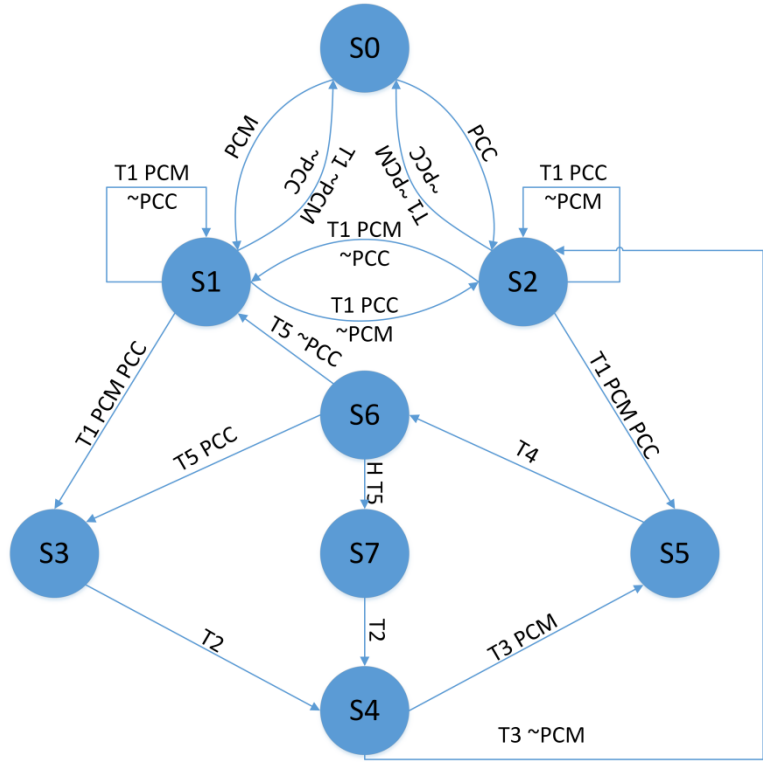 S0
PCM
T1 ~PCM
~PCC
T1 ~PCM
~PCC
PCC
T1 PCM
~PCC
T1 PCC
~PCM
T1 PCM
~PCC
S1
S2
T1 PCC
~PCM
T5 ~PCC
T1 PCM PCC
T1 PCM PCC
S6
T5 PCC
T4
H T5
S3
S7
S5
T2
T2
T3 PCM
S4
T3 ~PCM